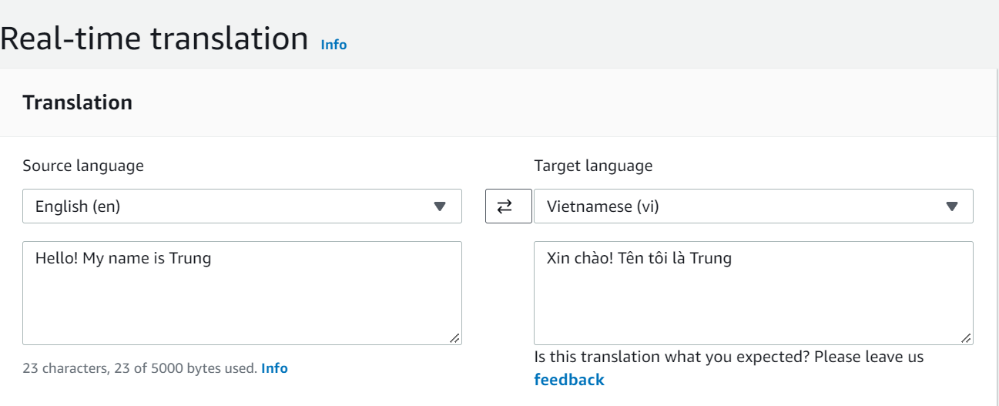 Real-time translation Info
Translation
Source language
Target language
English (en)
Vietnamese (vi)
Hello! My name is Trung
Xin chào! Tên tôi là Trung
23 characters, 23 of 5000 bytes used. Info
Is this translation what you expected? Please leave us
feedback